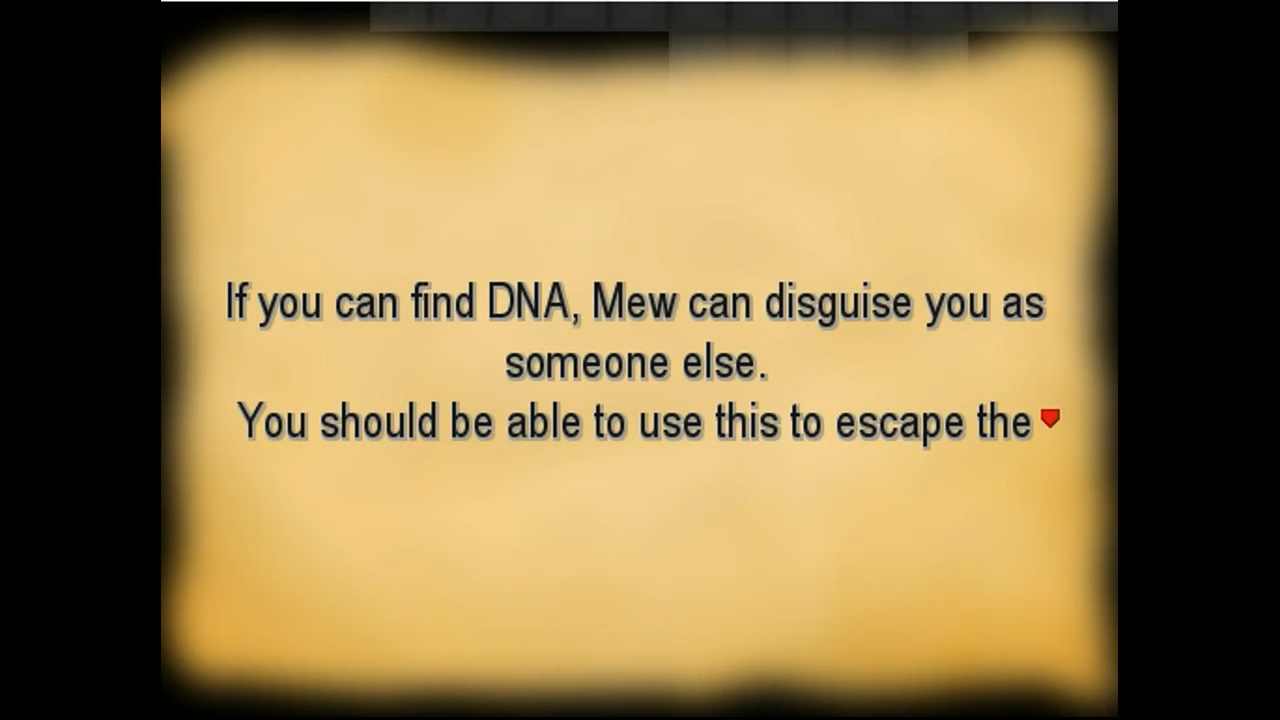 If you can find DNA, Mew can disguise you as
someone else.
You should be able to use this to escape the